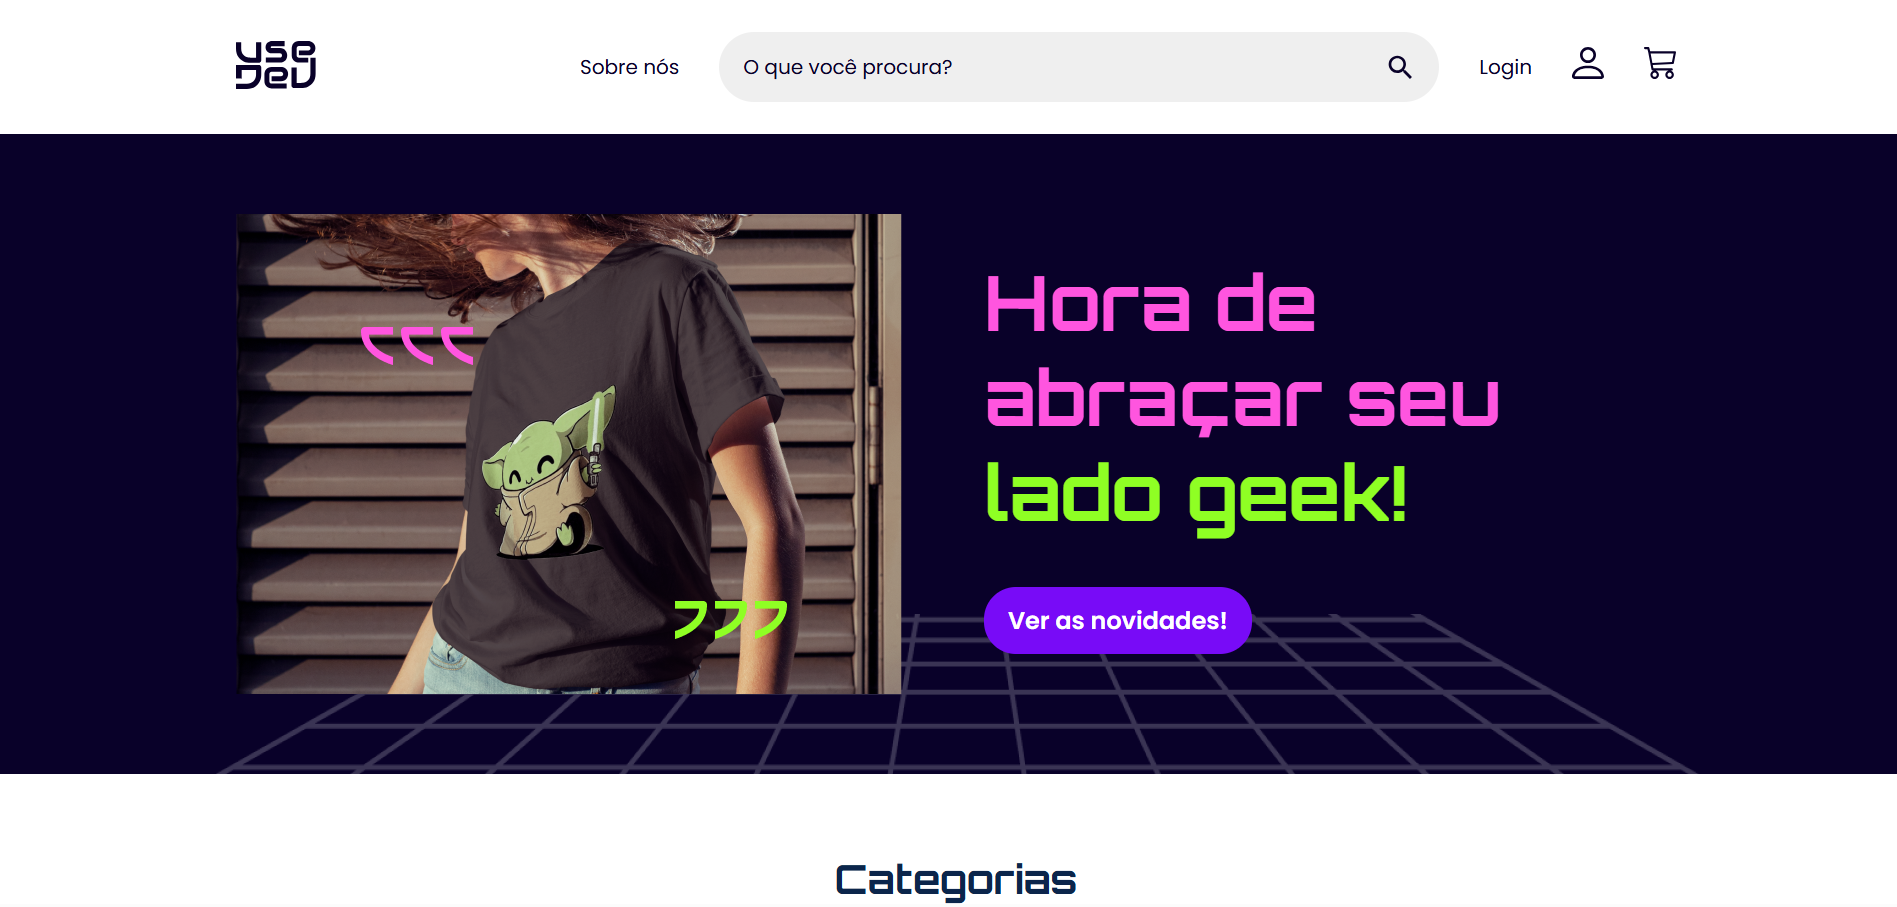 use
Dev
Sobre nós
O que você procura?
Login
Hora de
abraçar seu
lado geek!
Ver as novidades!
Categorias